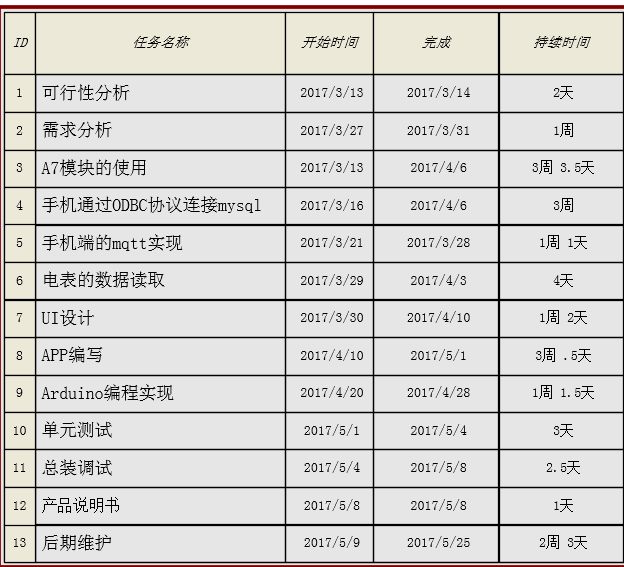 ID 任务名称 开始时间 完成 持续时间
1 可行性分析 2017/3/13 2017/3/14 2天
2 需求分析 2017/3/27 2017/3/31 1周
3 A7模块的使用 2017/3/13 2017/4/6 3周 3.5天
4 手机通过ODBC协议连接mysql 2017/3/16 2017/4/6 3周
5 手机端的mqtt实现 2017/3/21 2017/3/28 1周 1天
6 电表的数据读取 2017/3/29 2017/4/3 4天
7 UI设计 2017/3/30 2017/4/10 1周 2天
8 APP编写 2017/4/10 2017/5/1 3周 .5天
9 Arduino编程实现 2017/4/20 2017/4/28 1周 1.5天
10 单元测试 2017/5/1 2017/5/4 3天
11 总装调试 2017/5/4 2017/5/8 2.5天
12 产品说明书 2017/5/8 2017/5/8 1天
13 后期维护 2017/5/9 2017/5/25 2周 3天